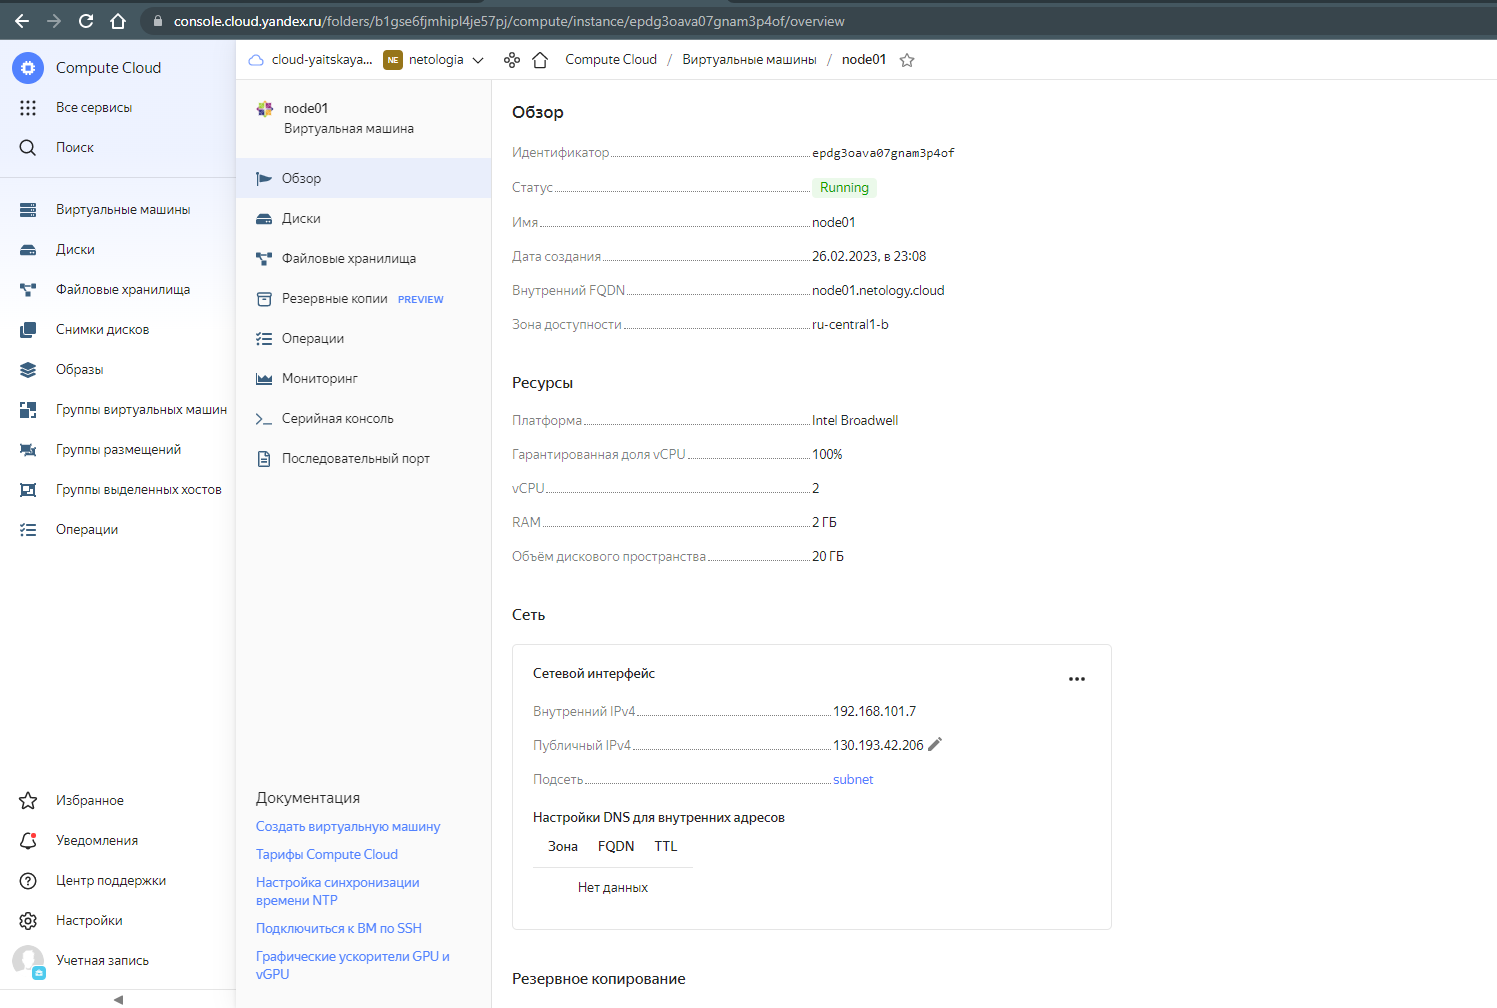 console.cloud.yandex.ru/folders/b1gse6fjmhipl4je57pj/compute/instance/epdg3oava07gnam3p4of/overview
Compute Cloud
Все сервисы
Поиск
Виртуальные машины
Диски
Файловые хранилища
Снимки дисков
Образы
Группы виртуальных машин
Группы размещений
Группы выделенных хостов
Операции
Избранное
Уведомления
Центр поддержки
Настройки
Учетная запись
cloud-yaitskaya... NE netologia Compute Cloud / Виртуальные машины / node01
node01
Виртуальная машина
Обзор
Диски
Файловые хранилища
Резервные копии PREVIEW
Операции
Мониторинг
Серийная консоль
Последовательный порт
Документация
Создать виртуальную машину
Тарифы Compute Cloud
Настройка синхронизации
времени NTP
Подключиться к ВМ по SSH
Графические ускорители GPU и
vGPU
Обзор
Идентификатор epdg3oava07gnam3p4of
Статус Running
Имя node01
Дата создания 26.02.2023, в 23:08
Внутренний FQDN node01.netology.cloud
Зона доступности ru-central1-b
Ресурсы
Платформа Intel Broadwell
Гарантированная доля vCPU 100%
vCPU 2
RAM 2 ГБ
Объём дискового пространства 20 ГБ
Сеть
Сетевой интерфейс
Внутренний IPv4 192.168.101.7
Публичный IPv4 130.193.42.206
Подсеть subnet
Настройки DNS для внутренних адресов
Зона FQDN TTL
Нет данных
Резервное копирование